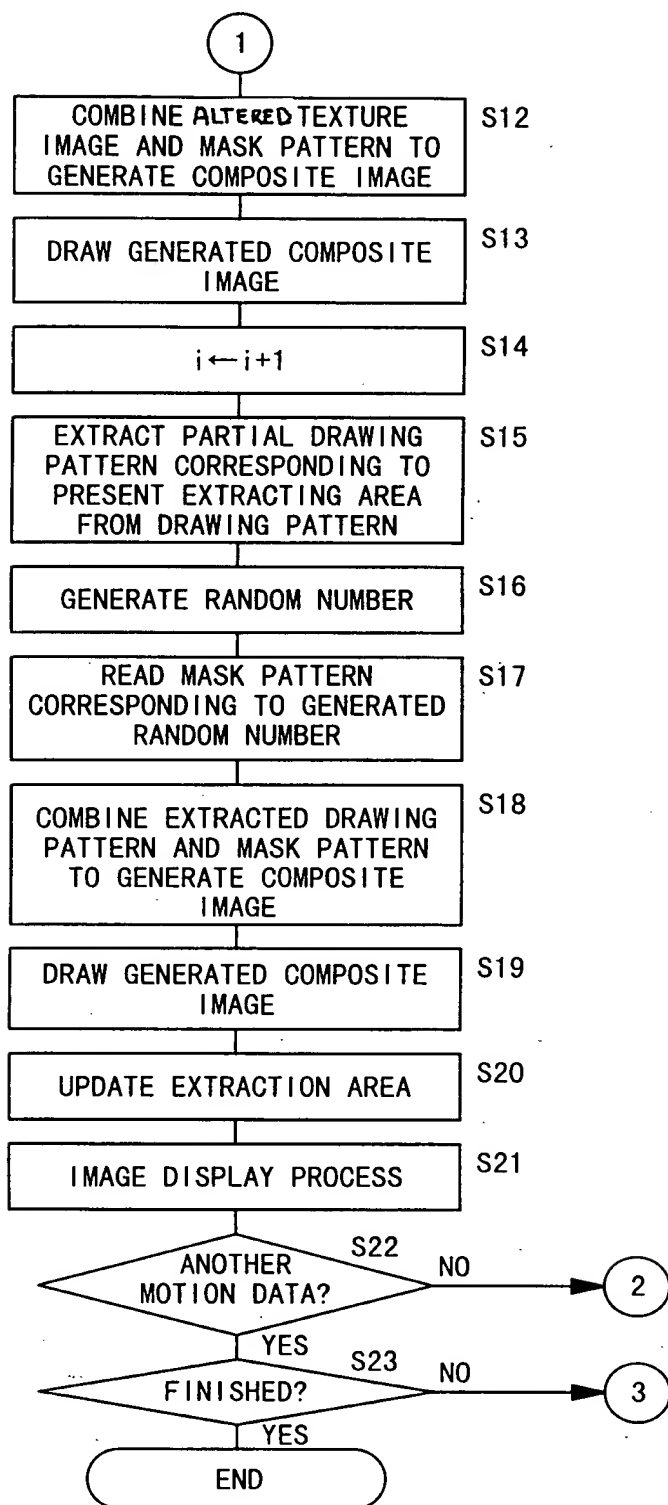 1
COMBINE ALTERED TEXTURE
IMAGE AND MASK PATTERN TO
GENERATE COMPOSITE IMAGE
S12
DRAW GENERATED COMPOSITE
IMAGE
S13
i←i+1
S14
EXTRACT PARTIAL DRAWING
PATTERN CORRESPONDING TO
PRESENT EXTRACTING AREA
FROM DRAWING PATTERN
S15
GENERATE RANDOM NUMBER
S16
READ MASK PATTERN
CORRESPONDING TO GENERATED
RANDOM NUMBER
S17
COMBINE EXTRACTED DRAWING
PATTERN AND MASK PATTERN
TO GENERATE COMPOSITE
IMAGE
S18
DRAW GENERATED COMPOSITE
IMAGE
S19
UPDATE EXTRACTION AREA
S20
IMAGE DISPLAY PROCESS
S21
ANOTHER
MOTION DATA?
S22
NO
2
YES
FINISHED?
S23
NO
3
YES
END